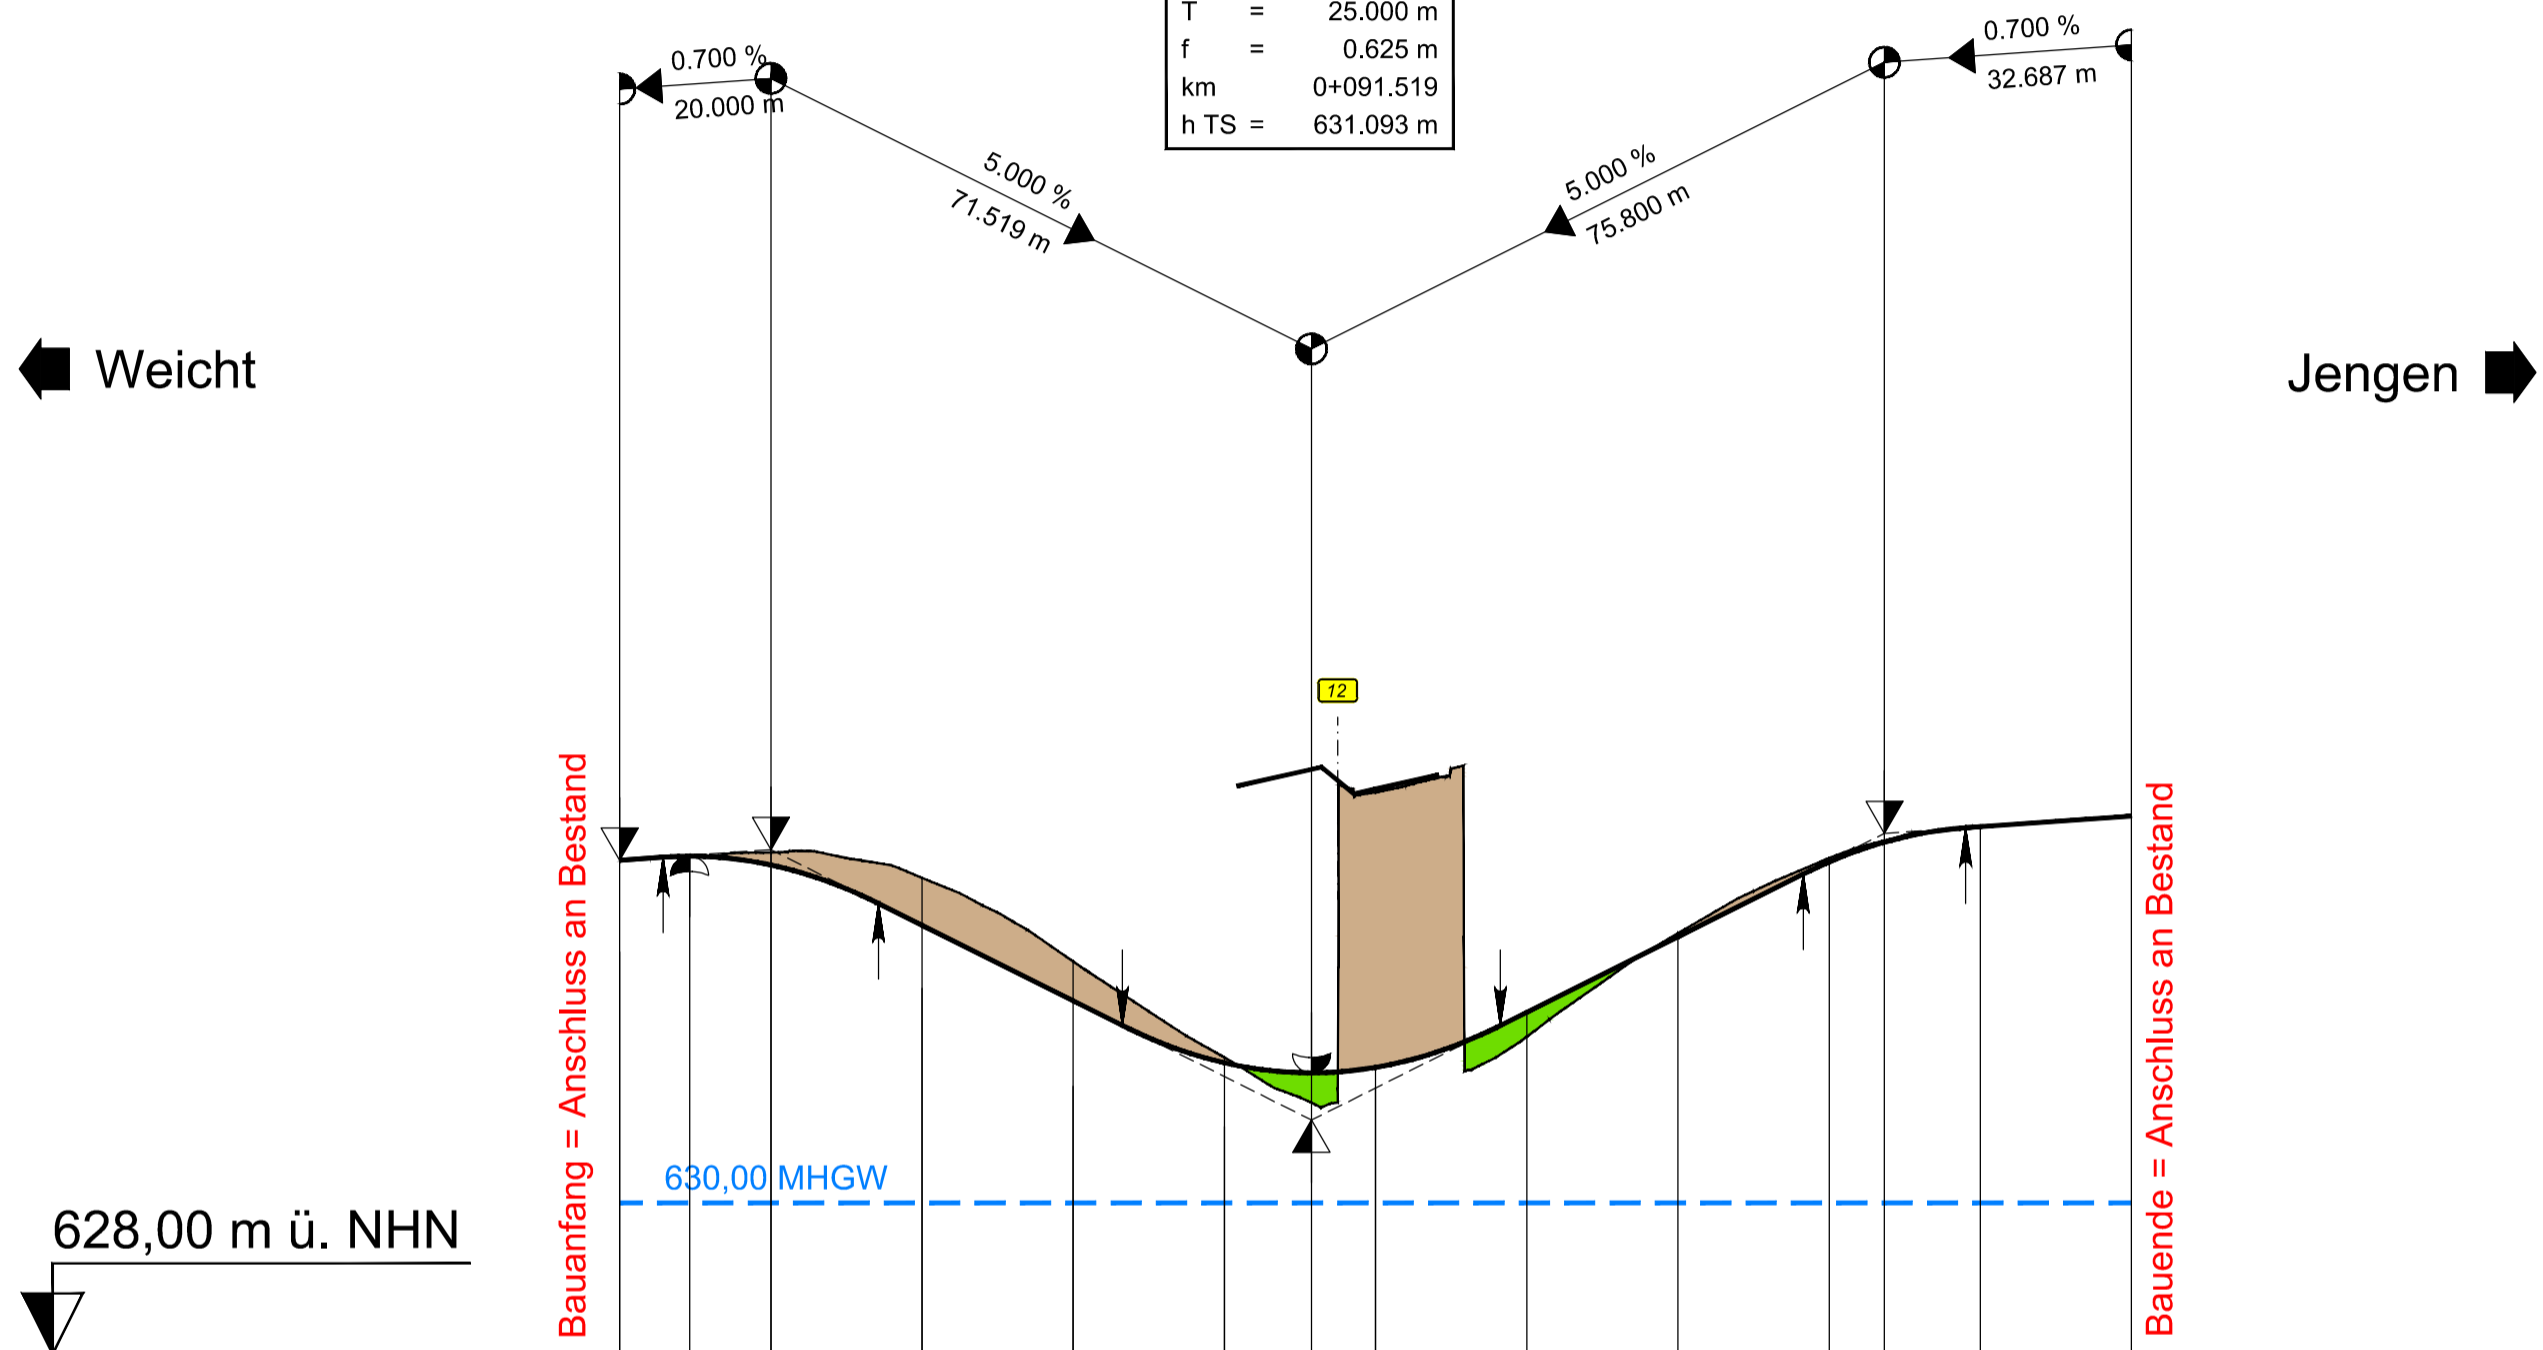 T = 25.000 m
f = 0.625 m
km 0+091.519
h TS = 631.093 m
0.700 %
20.000 m
5.000 %
71.519 m
5.000 %
75.800 m
0.700 %
32.687 m
Weicht
Jengen
12
Bauanfang = Anschluss an Bestand
Bauende = Anschluss an Bestand
630,00 MHGW
628,00 m ü. NHN